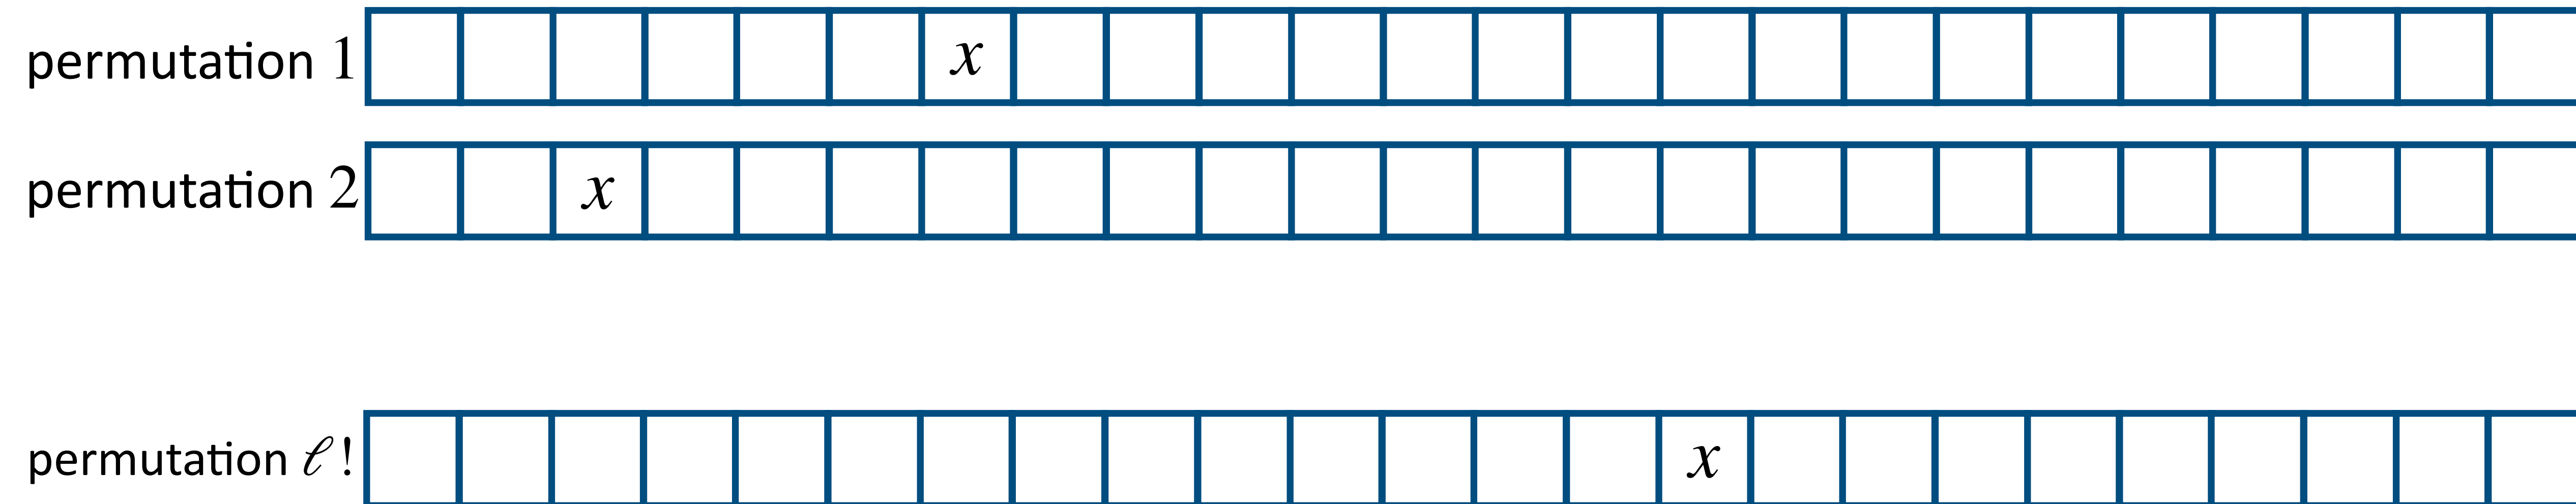 permutation 1 x
permutation 2 x
permutation ℓ! x